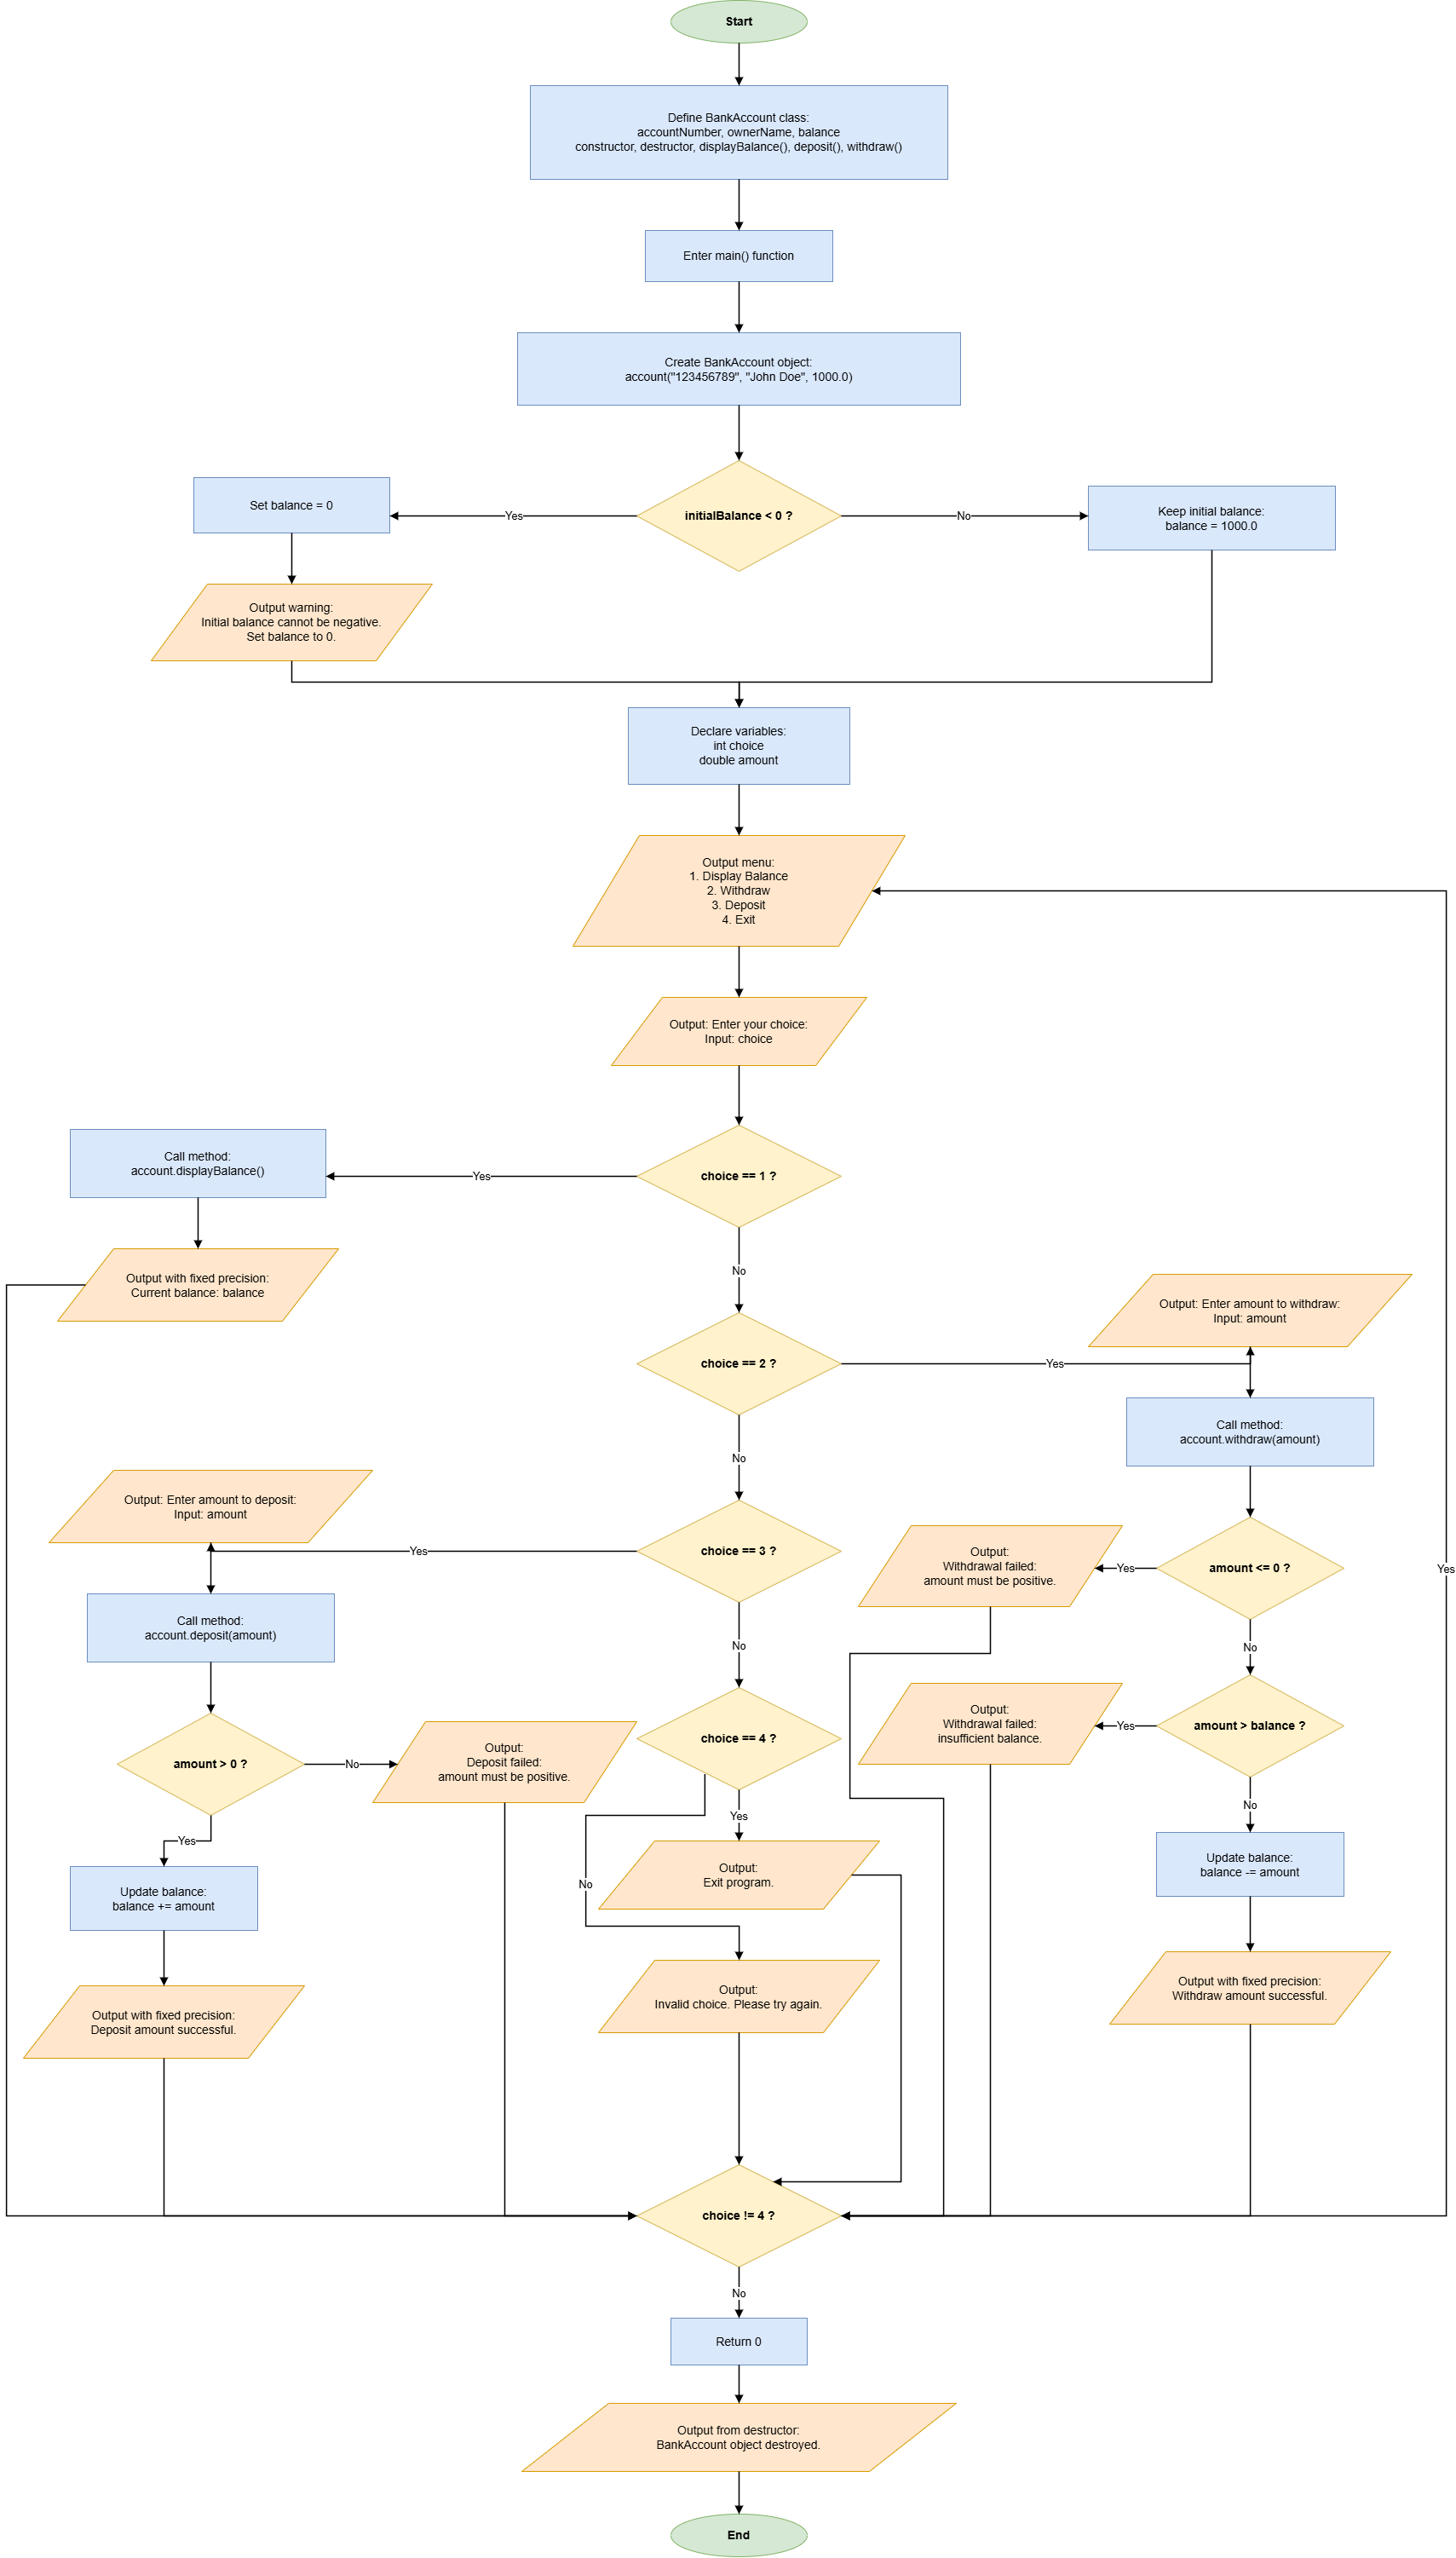 Start
Define BankAccount class:
accountNumber, ownerName, balance
constructor, destructor, displayBalance(), deposit(), withdraw()
Enter main() function
Create BankAccount object:
account("123456789", "John Doe", 1000.0)
initialBalance < 0 ?
Yes
No
Set balance = 0
Keep initial balance:
balance = 1000.0
Output warning:
Initial balance cannot be negative.
Set balance to 0.
Declare variables:
int choice
double amount
Output menu:
1. Display Balance
2. Withdraw
3. Deposit
4. Exit
Output: Enter your choice:
Input: choice
choice == 1 ?
Yes
Call method:
account.displayBalance()
Output with fixed precision:
Current balance: balance
No
choice == 2 ?
Yes
Output: Enter amount to withdraw:
Input: amount
Call method:
account.withdraw(amount)
amount <= 0 ?
Yes
Output:
Withdrawal failed:
amount must be positive.
No
amount > balance ?
Yes
Output:
Withdrawal failed:
insufficient balance.
No
Update balance:
balance -= amount
Output with fixed precision:
Withdraw amount successful.
No
choice == 3 ?
Yes
Output: Enter amount to deposit:
Input: amount
Call method:
account.deposit(amount)
amount > 0 ?
No
Output:
Deposit failed:
amount must be positive.
Yes
Update balance:
balance += amount
Output with fixed precision:
Deposit amount successful.
No
choice == 4 ?
Yes
Output:
Exit program.
No
Output:
Invalid choice. Please try again.
choice != 4 ?
Yes
No
Return 0
Output from destructor:
BankAccount object destroyed.
End